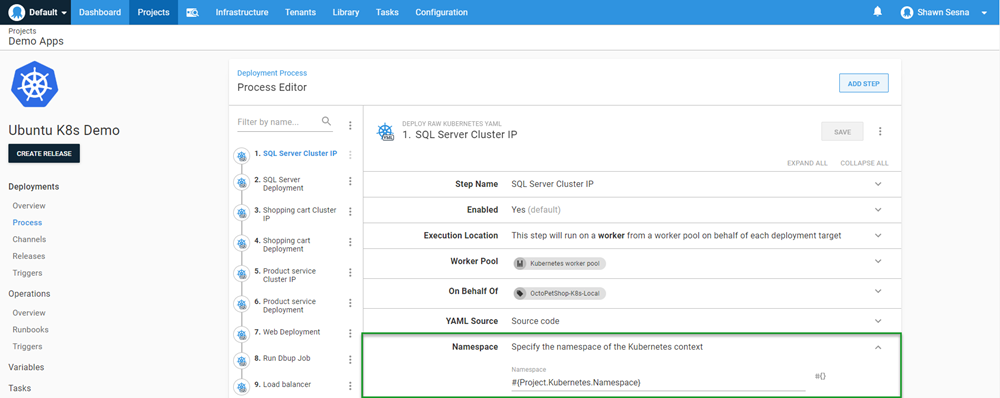 Default Dashboard Projects Infrastructure Tenants Library Tasks Configuration Shawn Sesna
Projects
Demo Apps
Ubuntu K8s Demo
CREATE RELEASE
Deployments
Overview
Process
Channels
Releases
Triggers
Operations
Overview
Runbooks
Triggers
Variables
Tasks
Deployment Process
Process Editor
ADD STEP
Filter by name...
1. SQL Server Cluster IP
2. SQL Server
Deployment
3. Shopping cart Cluster
IP
4. Shopping cart
Deployment
5. Product service
Cluster IP
6. Product service
Deployment
7. Web Deployment
8. Run Dbup Job
9. Load balancer
YAML
DEPLOY RAW KUBERNETES YAML
1. SQL Server Cluster IP
SAVE
EXPAND ALL COLLAPSE ALL
Step Name SQL Server Cluster IP
Enabled Yes (default)
Execution Location This step will run on a worker from a worker pool on behalf of each deployment target
Worker Pool Kubernetes worker pool
On Behalf Of OctoPetShop-K8s-Local
YAML Source Source code
Namespace Specify the namespace of the Kubernetes context
Namespace
#{Project.Kubernetes.Namespace}
#{}